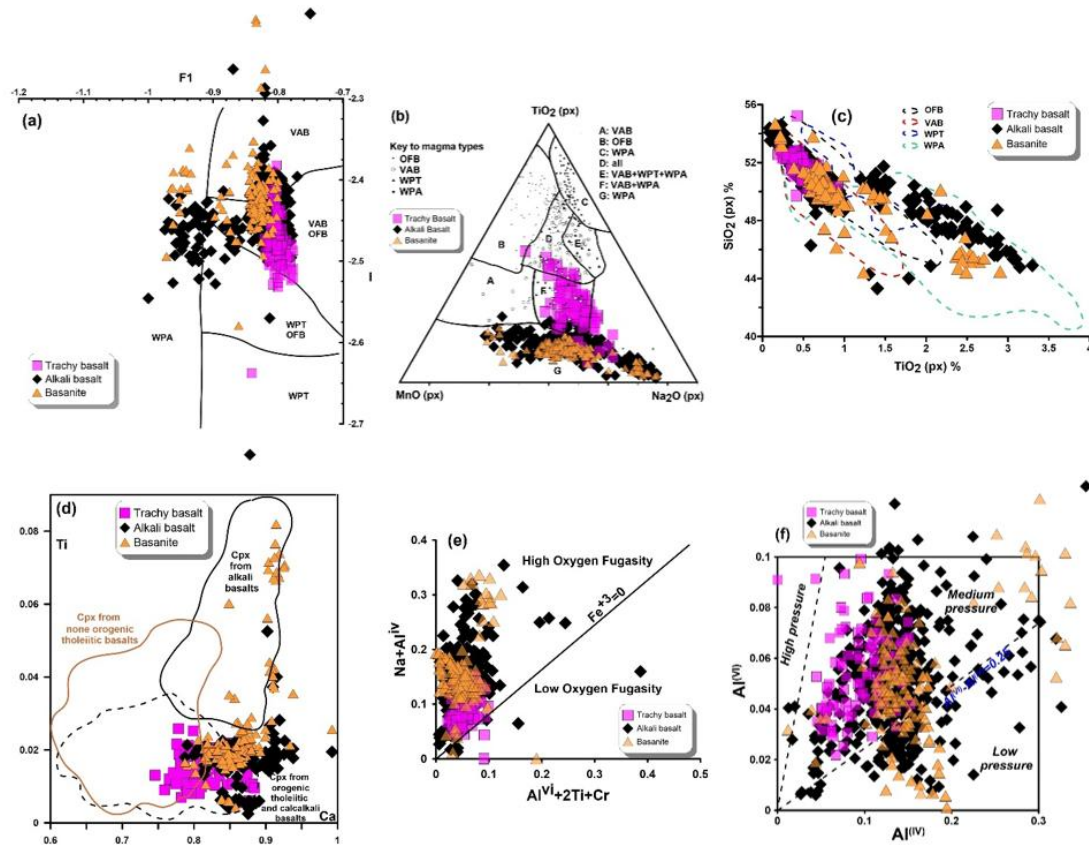 -1.2
-1.1
F1
-1
-0.9
-0.8
-0.7
(a)
-2.3
VAB
-2.4
VAB
OFB
-2.5
WPT
OFB
-2.6
WPA
WPT
-2.7
Trachy basalt
Alkali basalt
Basanite
TiO2 (px)
(b)
Key to magma types
OFB
VAB
WPT
WPA
A: VAB
B: OFB
C: WPA
D: all
E: VAB+WPT+WPA
F: VAB+WPA
G: WPA
Trachy Basalt
Alkali Basalt
Basanite
C
D
E
B
A
F
G
MnO (px)
Na2O (px)
56
52
48
44
40
SiO2 (px) %
(c)
OFB
VAB
WPT
WPA
Trachy basalt
Alkali basalt
Basanite
0
0.5
1
1.5
2
2.5
3
3.5
4
TiO2 (px) %
(d)
Ti
Trachy basalt
Alkali basalt
Basanite
0.08
0.06
0.04
0.02
0
Cpx
from
alkali
basalts
Cpx from
none orogenic
tholeiitic basalts
Cpx from
orogenic
tholeiitic
and calcalkali
basalts
Ca
0.6
0.7
0.8
0.9
1
(e)
0.4
0.3
0.2
0.1
0
Na+Al^iv
High Oxygen Fugasity
Fe^+3=0
Low Oxygen Fugasity
Trachy basalt
Alkali basalt
Basanite
0
0.1
0.2
0.3
0.4
0.5
Al^vi+2Ti+Cr
(f)
Trachy basalt
Alkali basalt
Basanite
0.1
0.08
0.06
0.04
0.02
0
Al^(VI)
High pressure
Medium
pressure
=0.25
Low
pressure
0
0.1
0.2
0.3
Al^(IV)